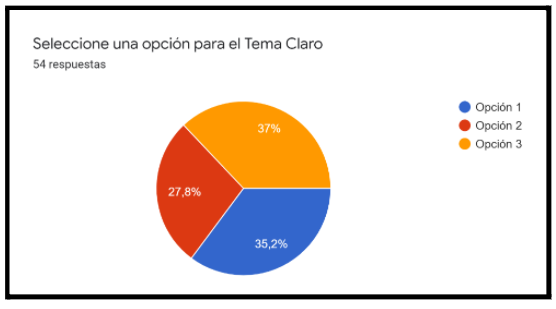 Seleccione una opción para el Tema Claro
54 respuestas
37%
27,8%
35,2%
Opción 1
Opción 2
Opción 3